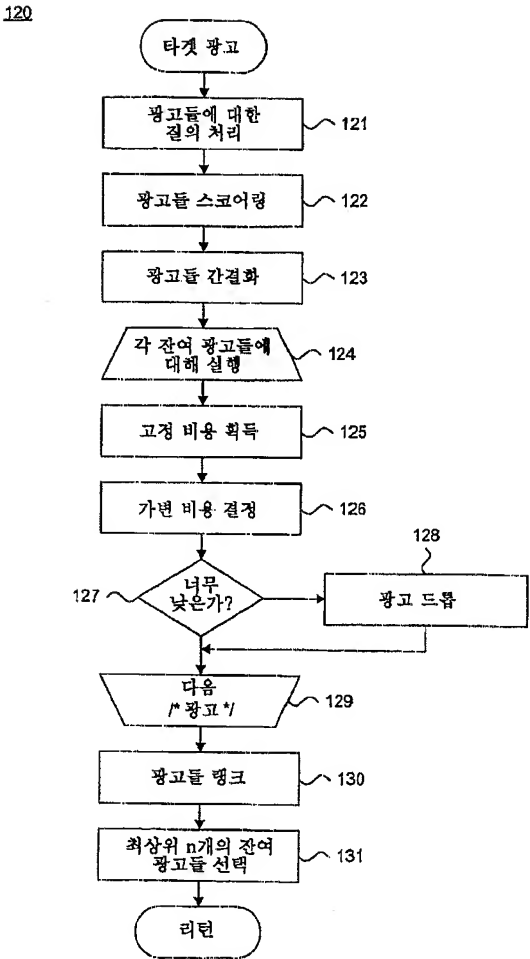 120
타겟 광고
광고들에 대한
질의 처리
121
광고들 스코어링
122
광고들 간결화
123
각 잔여 광고들에
대해 실행
124
고정 비용 획득
125
가변 비용 결정
126
128
127
너무
낮은가?
광고 드롭
다음
/* 광고 */
129
광고들 랭크
130
최상위 n개의 잔여
광고들 선택
131
리턴